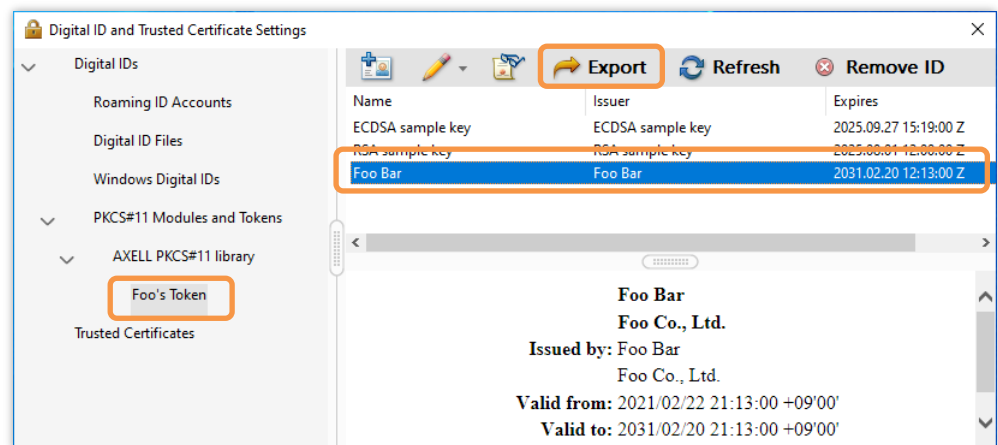 Digital ID and Trusted Certificate Settings
Digital IDs
Roaming ID Accounts
Digital ID Files
Windows Digital IDs
PKCS#11 Modules and Tokens
AXELL PKCS#11 library
Foo's Token
Trusted Certificates
Export Refresh Remove ID
Name Issuer Expires
ECDSA sample key ECDSA sample key 2025.09.27 15:19:00 Z
RSA sample key RSA sample key
Foo Bar Foo Bar 2031.02.20 12:13:00 Z
Foo Bar
Foo Co., Ltd.
Issued by: Foo Bar
Foo Co., Ltd.
Valid from: 2021/02/22 21:13:00 +09'00'
Valid to: 2031/02/20 21:13:00 +09'00'